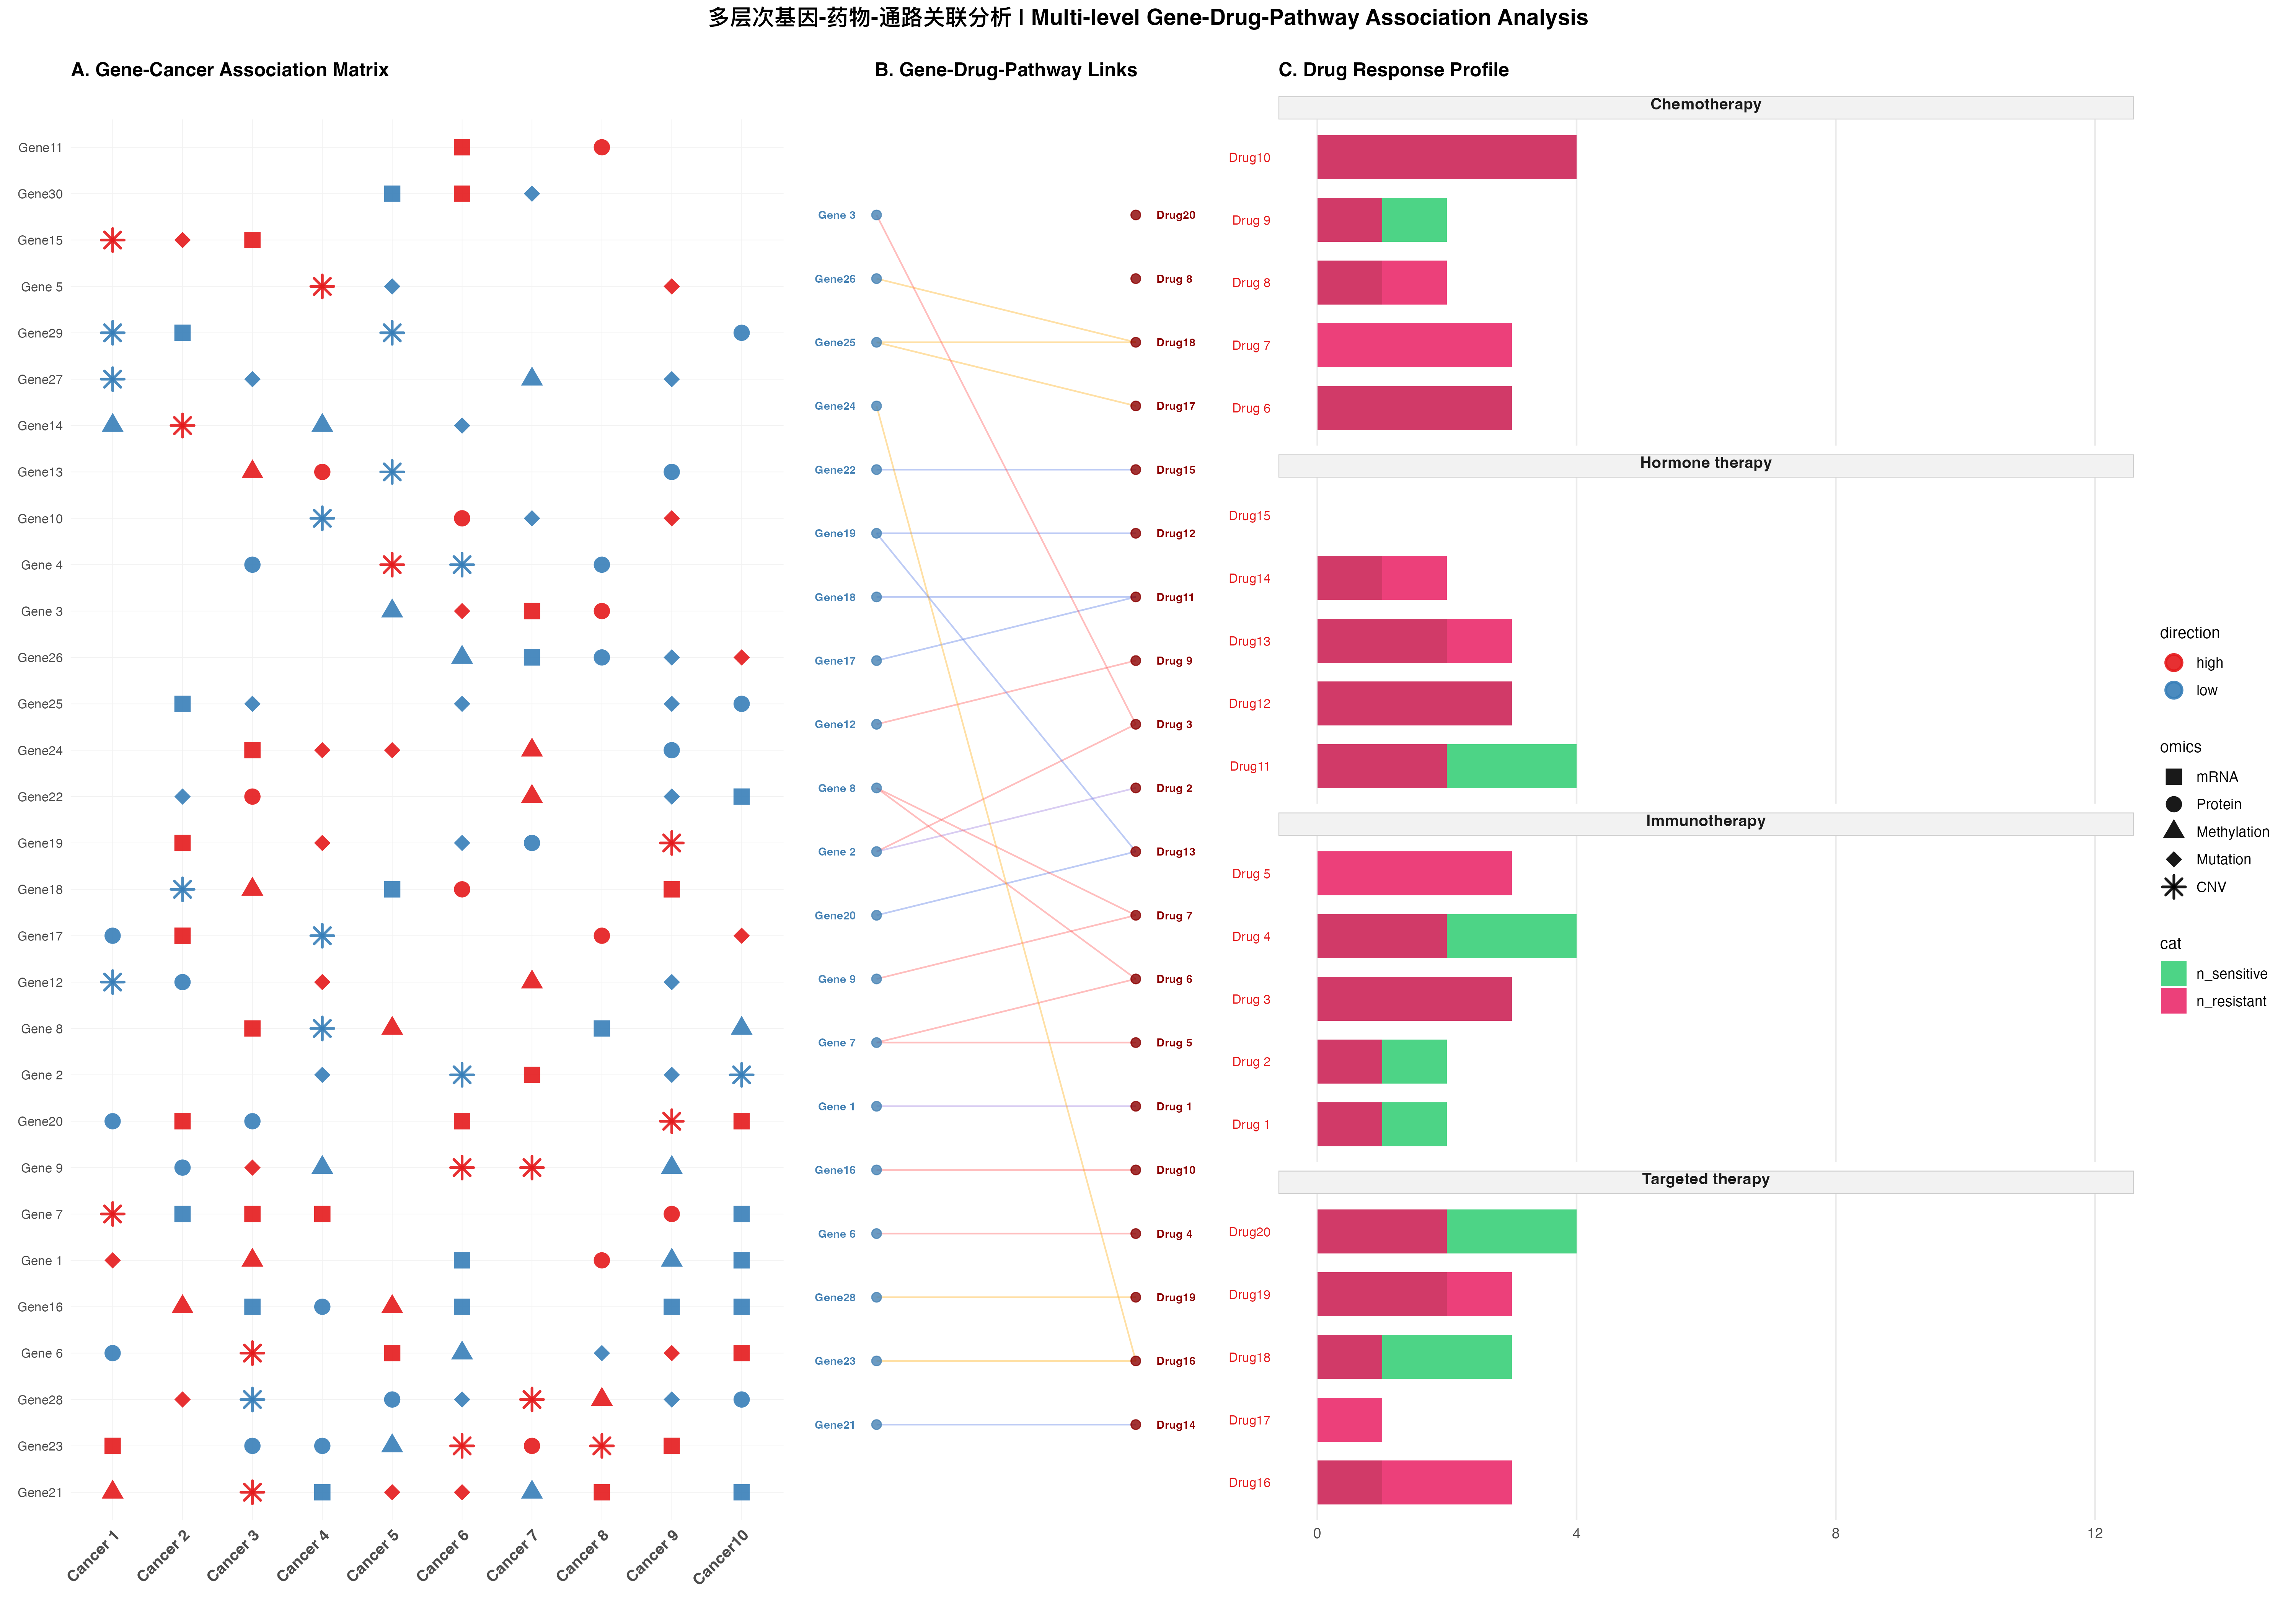 多层次基因-药物-通路关联分析 | Multi-level Gene-Drug-Pathway Association Analysis
A. Gene-Cancer Association Matrix
Gene11
Gene30
Gene15
Gene 5
Gene29
Gene27
Gene14
Gene13
Gene10
Gene 4
Gene 3
Gene26
Gene25
Gene24
Gene22
Gene19
Gene18
Gene17
Gene12
Gene 8
Gene 2
Gene20
Gene 9
Gene 7
Gene 1
Gene16
Gene 6
Gene28
Gene23
Gene21
Cancer 1
Cancer 2
Cancer 3
Cancer 4
Cancer 5
Cancer 6
Cancer 7
Cancer 8
Cancer 9
Cancer10
B. Gene-Drug-Pathway Links
Gene 3
Gene26
Gene25
Gene24
Gene22
Gene19
Gene18
Gene17
Gene12
Gene 8
Gene 2
Gene20
Gene 9
Gene 7
Gene 1
Gene16
Gene 6
Gene28
Gene23
Gene21
Drug20
Drug 8
Drug18
Drug17
Drug15
Drug12
Drug11
Drug 9
Drug 3
Drug 2
Drug13
Drug 7
Drug 6
Drug 5
Drug 1
Drug10
Drug 4
Drug19
Drug16
Drug14
C. Drug Response Profile
Chemotherapy
Drug10
Drug 9
Drug 8
Drug 7
Drug 6
Hormone therapy
Drug15
Drug14
Drug13
Drug12
Drug11
Immunotherapy
Drug 5
Drug 4
Drug 3
Drug 2
Drug 1
Targeted therapy
Drug20
Drug19
Drug18
Drug17
Drug16
0 4 8 12
direction
high
low
omics
mRNA
Protein
Methylation
Mutation
CNV
cat
n_sensitive
n_resistant